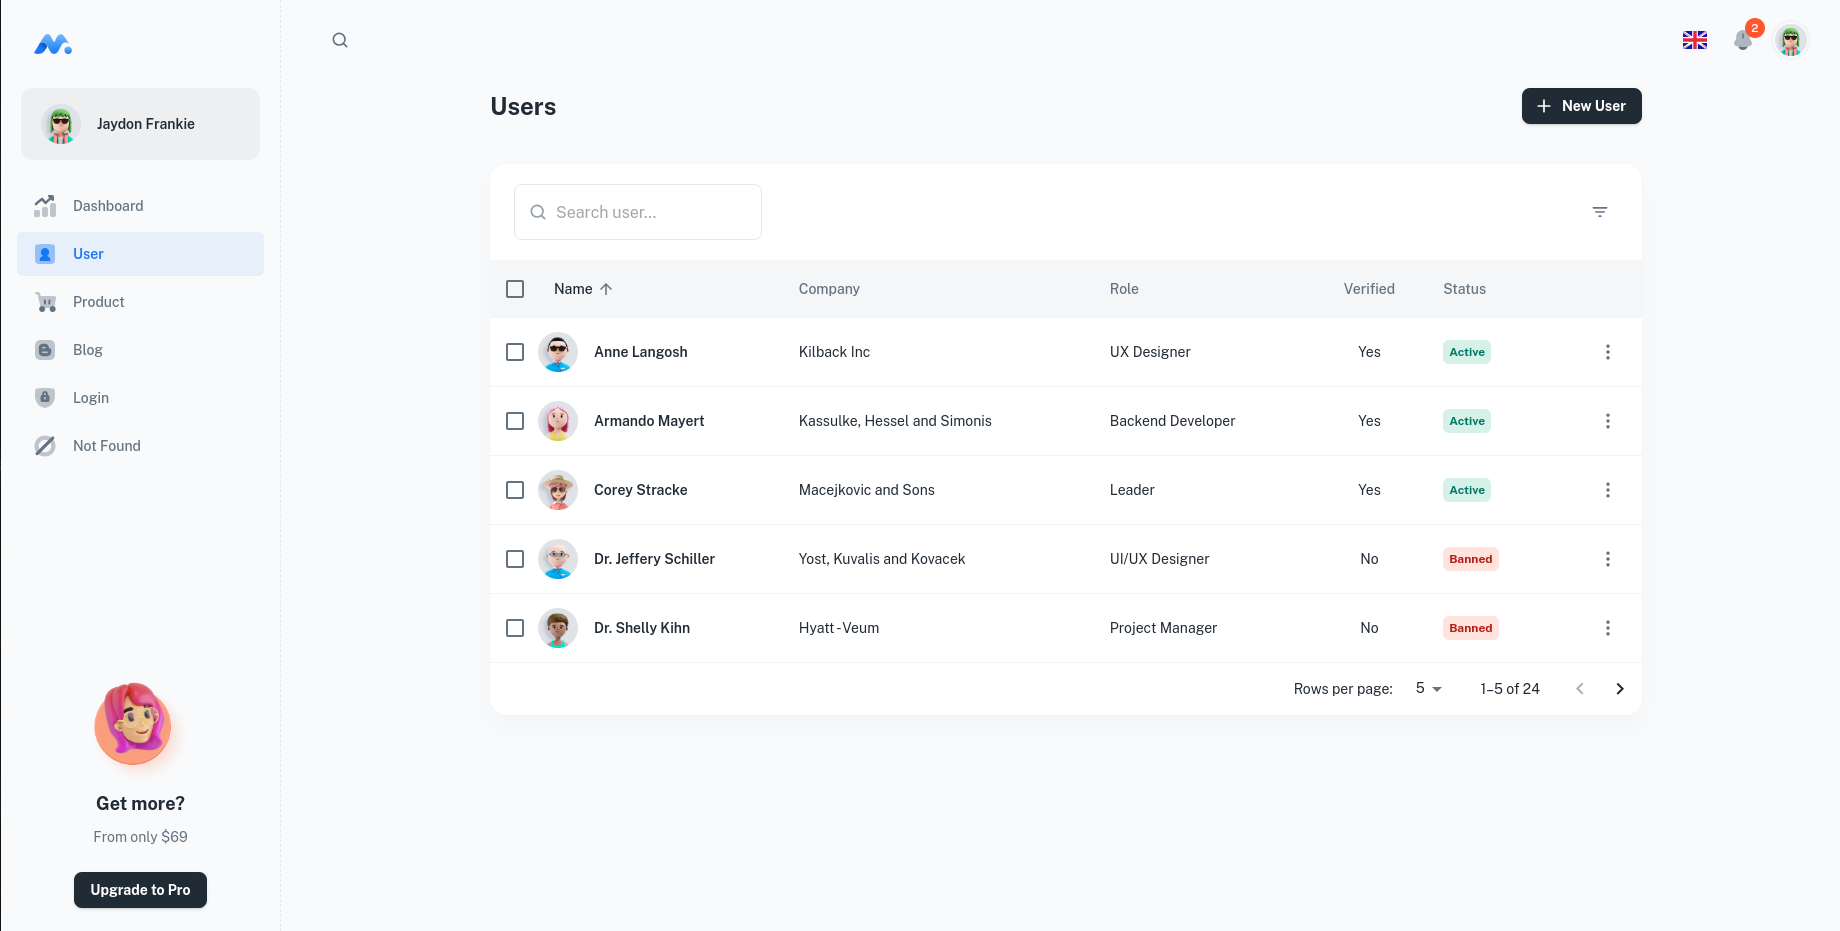 Jaydon Frankie
Dashboard
User
Product
Blog
Login
Not Found
Get more?
From only $69
Upgrade to Pro
2
Users
New User
Search user...
Name Company Role Verified Status
Anne Langosh Kilback Inc UX Designer Yes Active
Armando Mayert Kassulke, Hessel and Simonis Backend Developer Yes Active
Corey Stracke Macejkovic and Sons Leader Yes Active
Dr. Jeffery Schiller Yost, Kuvalis and Kovacek UI/UX Designer No Banned
Dr. Shelly Kihn Hyatt-Veum Project Manager No Banned
Rows per page: 5 1–5 of 24